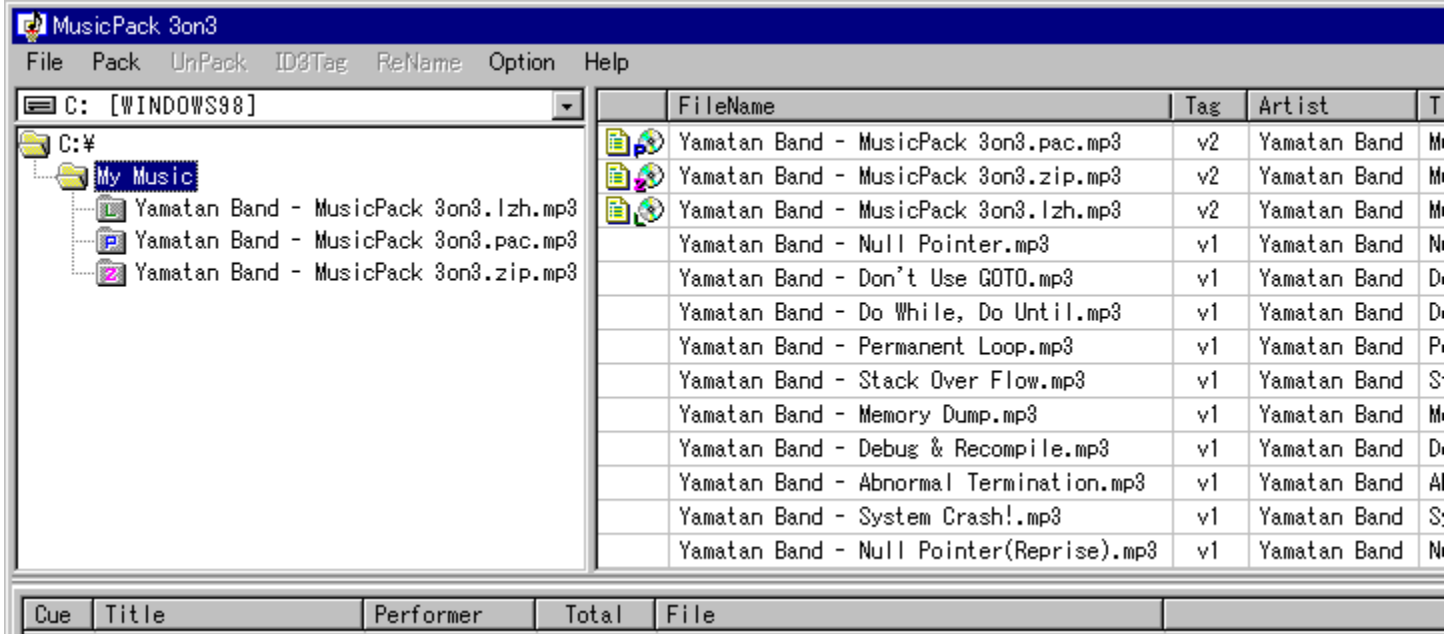 MusicPack 3on3
File Pack UnPack ID3Tag ReName Option Help
C: [WINDOWS98]
C:¥
My Music
Yamatan Band - MusicPack 3on3.lzh.mp3
Yamatan Band - MusicPack 3on3.pac.mp3
Yamatan Band - MusicPack 3on3.zip.mp3
FileName Tag Artist T
Yamatan Band - MusicPack 3on3.pac.mp3 v2 Yamatan Band
Yamatan Band - MusicPack 3on3.zip.mp3 v2 Yamatan Band
Yamatan Band - MusicPack 3on3.lzh.mp3 v2 Yamatan Band
Yamatan Band - Null Pointer.mp3 v1 Yamatan Band
Yamatan Band - Don't Use GOTO.mp3 v1 Yamatan Band
Yamatan Band - Do While, Do Until.mp3 v1 Yamatan Band
Yamatan Band - Permanent Loop.mp3 v1 Yamatan Band
Yamatan Band - Stack Over Flow.mp3 v1 Yamatan Band
Yamatan Band - Memory Dump.mp3 v1 Yamatan Band
Yamatan Band - Debug & Recompile.mp3 v1 Yamatan Band
Yamatan Band - Abnormal Termination.mp3 v1 Yamatan Band
Yamatan Band - System Crash!.mp3 v1 Yamatan Band
Yamatan Band - Null Pointer(Reprise).mp3 v1 Yamatan Band
Cue Title Performer Total File